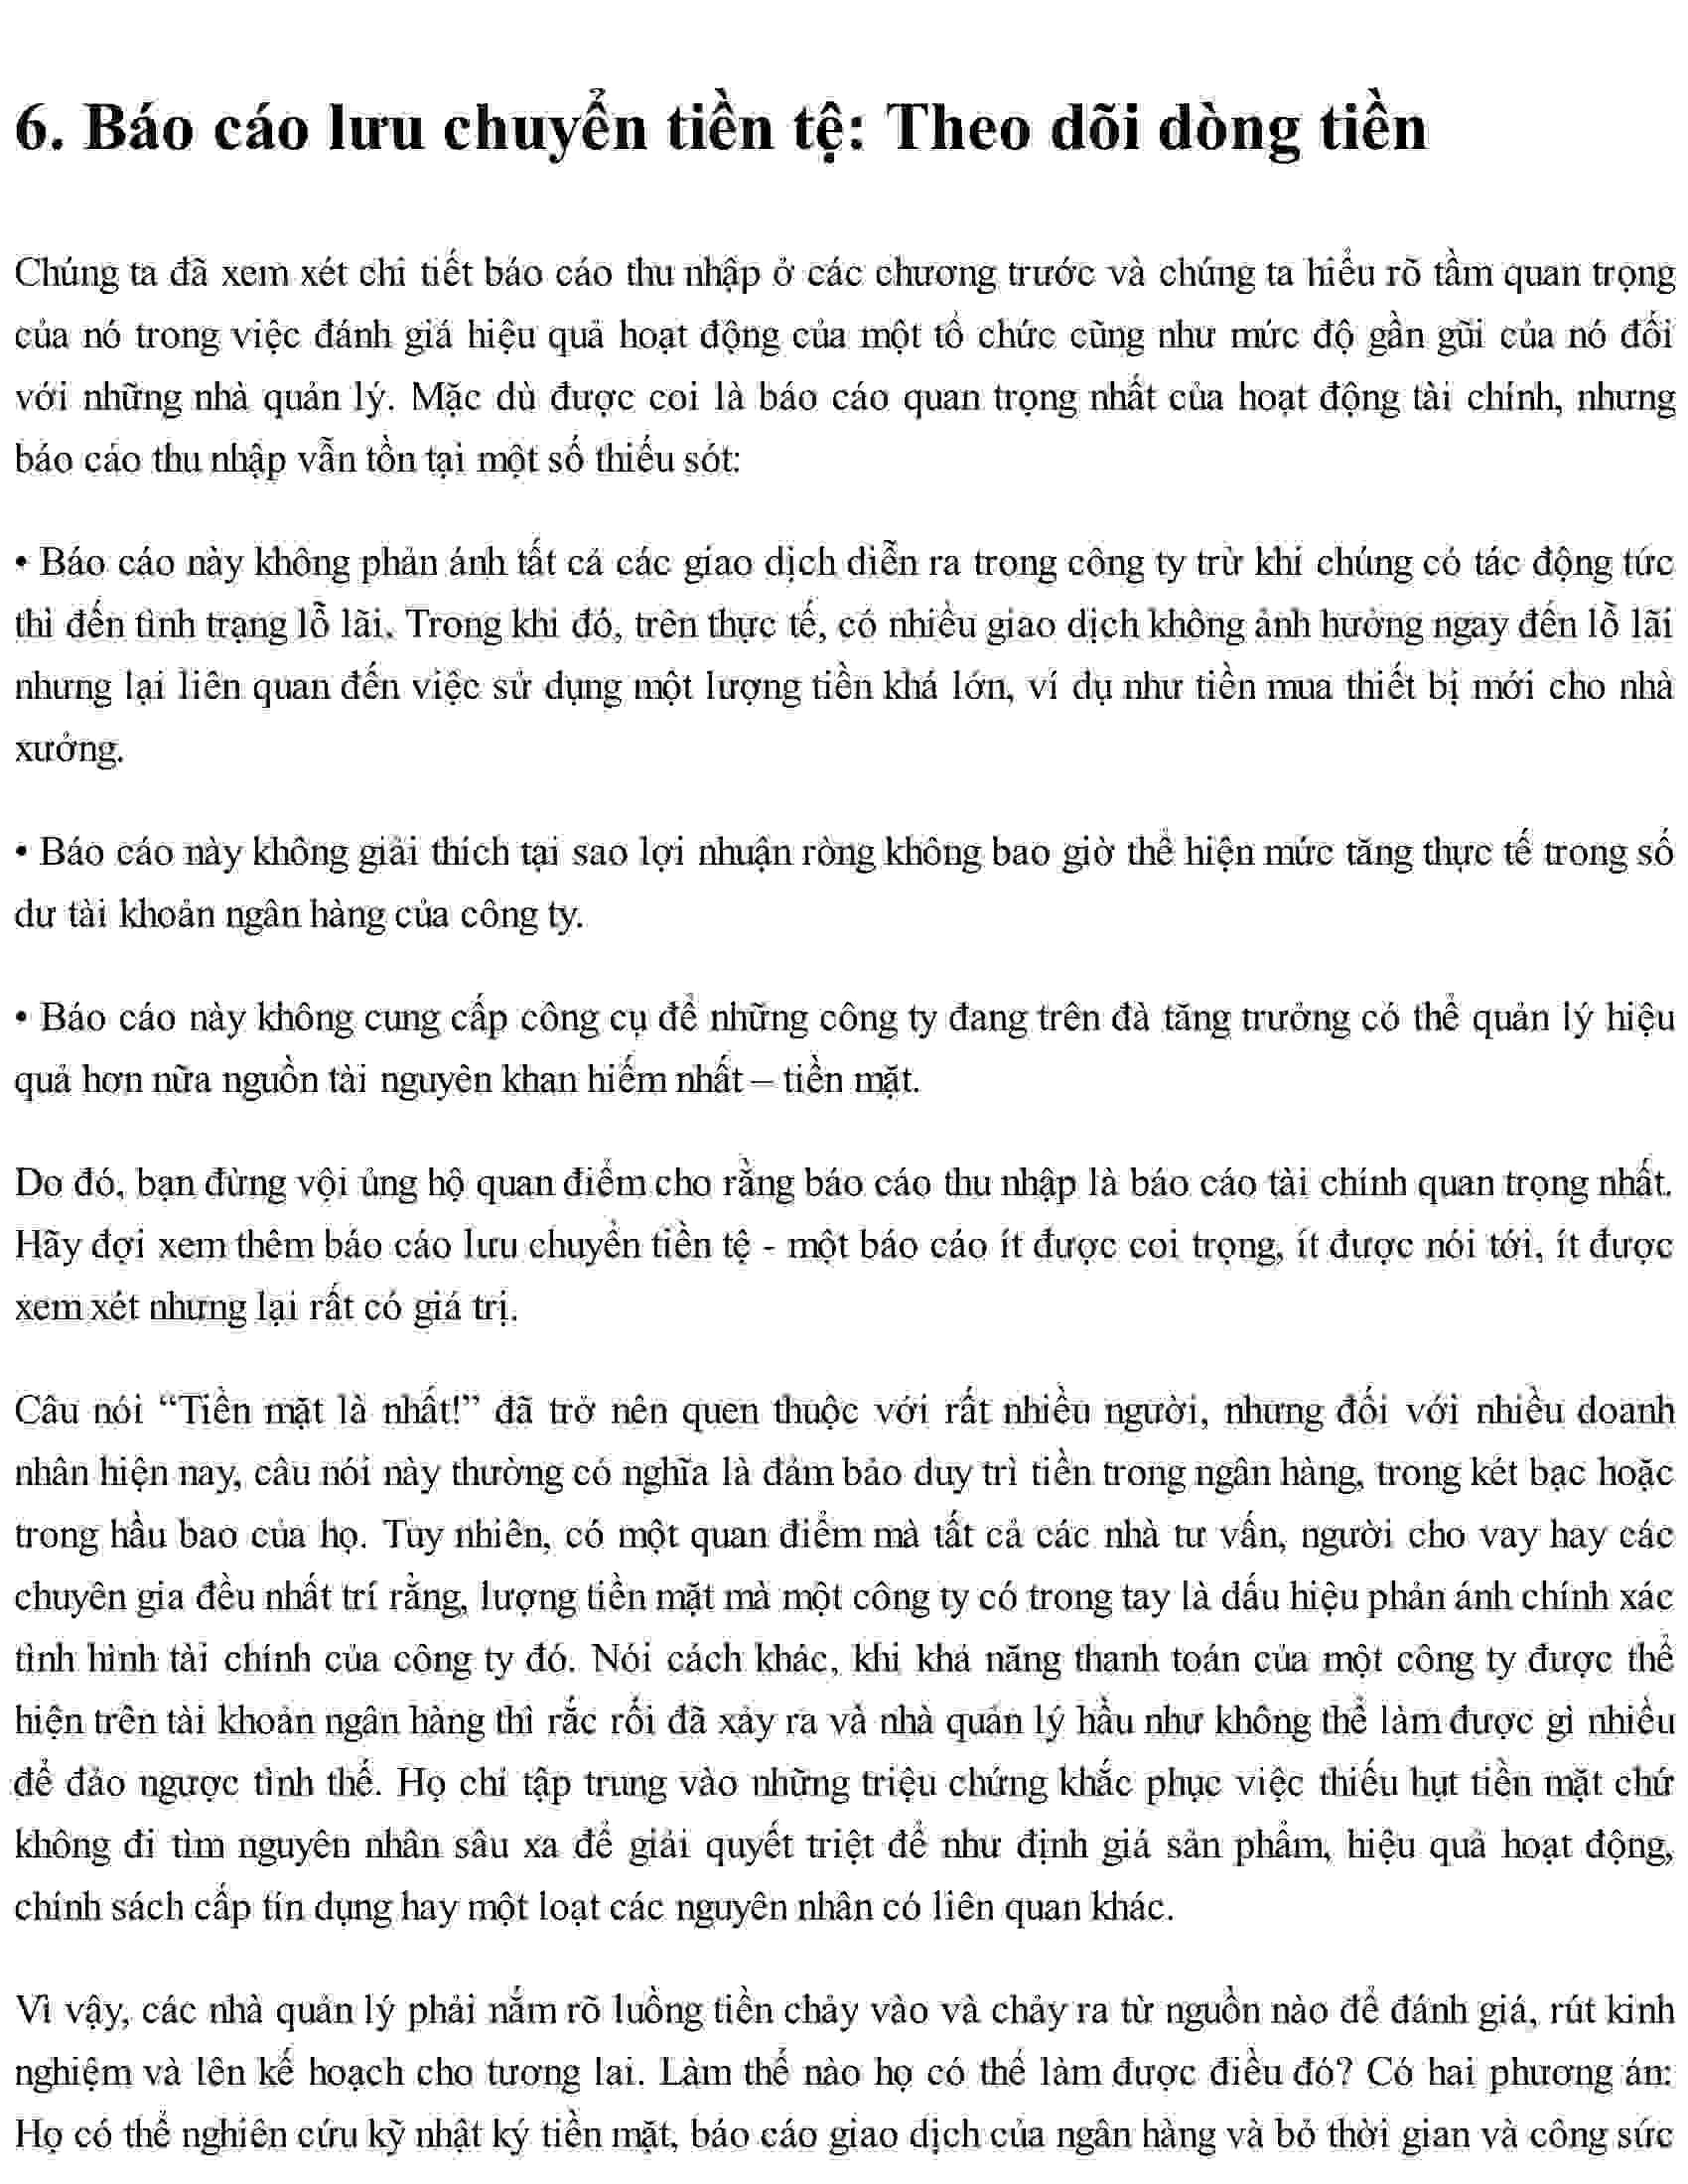 6. Báo cáo lưu chuyển tiền tệ: Theo dõi dòng tiền
Chúng ta đã xem xét chi tiết báo cáo thu nhập ở các chương trước và chúng ta hiểu rõ tầm quan trọng
của nó trong việc đánh giá hiệu quả hoạt động của một tổ chức cũng như mức độ gần gũi của nó đối
với những nhà quản lý. Mặc dù được coi là báo cáo quan trọng nhất của hoạt động tài chính, nhưng
báo cáo thu nhập vẫn tồn tại một số thiếu sót:
• Báo cáo này không phản ánh tất cả các giao dịch diễn ra trong công ty trừ khi chúng có tác động tức
thì đến tình trạng lỗ lãi. Trong khi đó, trên thực tế, có nhiều giao dịch không ảnh hưởng ngay đến lỗ lãi
nhưng lại liên quan đến việc sử dụng một lượng tiền khá lớn, ví dụ như tiền mua thiết bị mới cho nhà
xưởng.
• Báo cáo này không giải thích tại sao lợi nhuận ròng không bao giờ thể hiện mức tăng thực tế trong số
dư tài khoản ngân hàng của công ty.
• Báo cáo này không cung cấp công cụ để những công ty đang trên đà tăng trưởng có thể quản lý hiệu
quả hơn nữa nguồn tài nguyên khan hiếm nhất – tiền mặt.
Do đó, bạn đừng vội ủng hộ quan điểm cho rằng báo cáo thu nhập là báo cáo tài chính quan trọng nhất.
Hãy đợi xem thêm báo cáo lưu chuyển tiền tệ - một báo cáo ít được coi trọng, ít được nói tới, ít được
xem xét nhưng lại rất có giá trị.
Câu nói “Tiền mặt là nhất!” đã trở nên quen thuộc với rất nhiều người, nhưng đối với nhiều doanh
nhân hiện nay, câu nói này thường có nghĩa là đảm bảo duy trì tiền trong ngân hàng, trong két bạc hoặc
trong hầu bao của họ. Tuy nhiên, có một quan điểm mà tất cả các nhà tư vấn, người cho vay hay các
chuyên gia đều nhất trí rằng, lượng tiền mặt mà một công ty có trong tay là dấu hiệu phản ánh chính xác
tình hình tài chính của công ty đó. Nói cách khác, khi khả năng thanh toán của một công ty được thể
hiện trên tài khoản ngân hàng thì rắc rối đã xảy ra và nhà quản lý hầu như không thể làm được gì nhiều
để đảo ngược tình thế. Họ chỉ tập trung vào những triệu chứng khắc phục việc thiếu hụt tiền mặt chứ
không đi tìm nguyên nhân sâu xa để giải quyết triệt để như định giá sản phẩm, hiệu quả hoạt động,
chính sách cấp tín dụng hay một loạt các nguyên nhân có liên quan khác.
Vì vậy, các nhà quản lý phải nắm rõ luồng tiền chảy vào và chảy ra từ nguồn nào để đánh giá, rút kinh
nghiệm và lên kế hoạch cho tương lai. Làm thế nào họ có thể làm được điều đó? Có hai phương án:
Họ có thể nghiên cứu kỹ nhật ký tiền mặt, báo cáo giao dịch của ngân hàng và bỏ thời gian và công sức